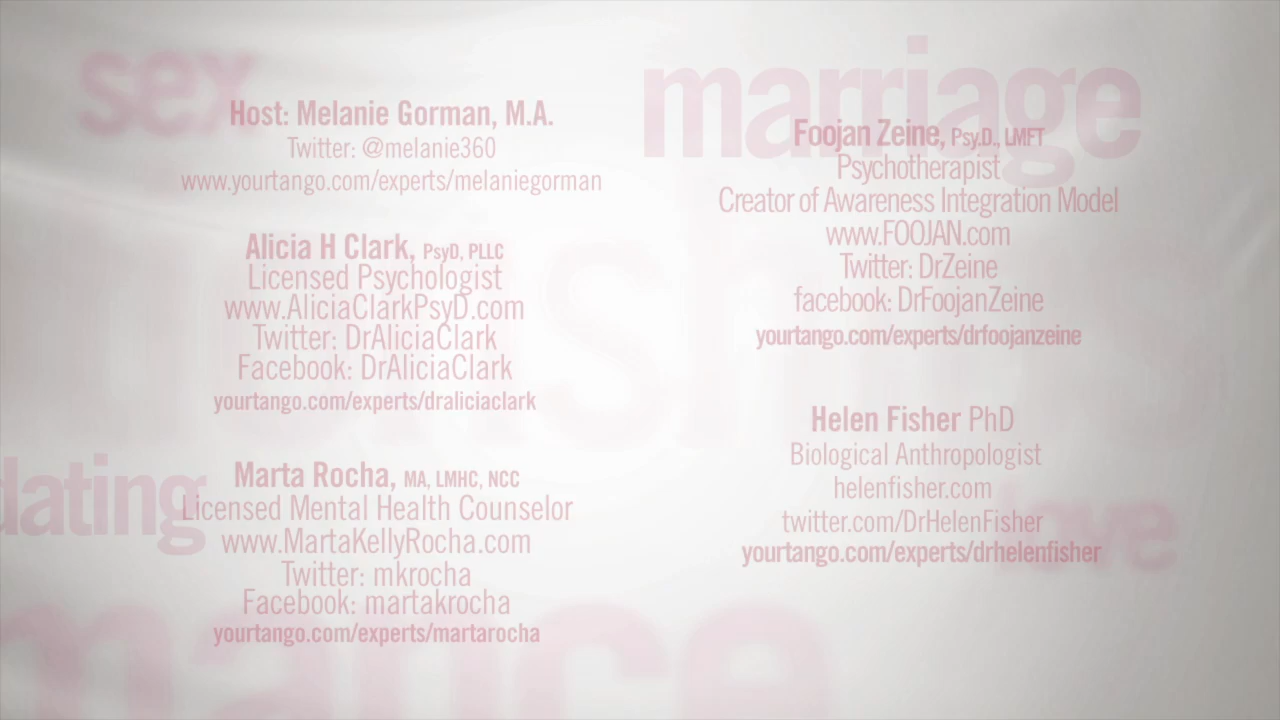 sex
marriage
Host: Melanie Gorman, M.A.
Twitter: @melanie360
www.yourtango.com/experts/melaniegorman
Alicia H Clark, PsyD, PLLC
Licensed Psychologist
www.AliciaClarkPsyD.com
Twitter: DrAliciaClark
Facebook: DrAliciaClark
yourtango.com/experts/draliciaclark
dating
Marta Rocha, MA, LMHC, NCC
Licensed Mental Health Counselor
www.MartaKellyRocha.com
Twitter: mkrocha
Facebook: martakrocha
yourtango.com/experts/martarocha
Foojan Zeine, Psy.D., LMFT
Psychotherapist
Creator of Awareness Integration Model
www.FOOJAN.com
Twitter: DrZeine
facebook: DrFoojanZeine
yourtango.com/experts/drfoojanzeine
Helen Fisher PhD
Biological Anthropologist
helenfisher.com
twitter.com/DrHelenFisher
yourtango.com/experts/drhelenfisher
love